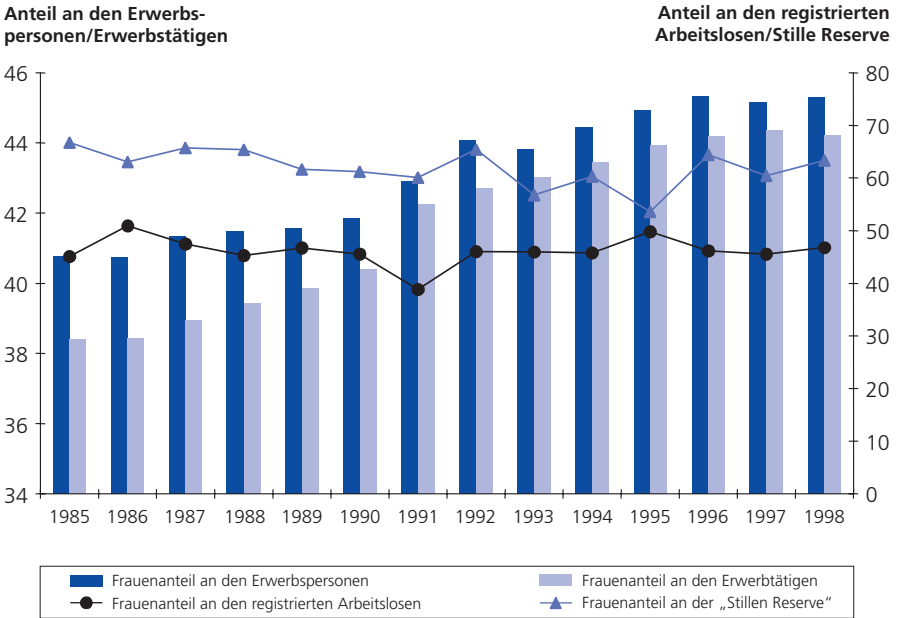 Anteil an den Erwerbs-
personen/Erwerbstätigen
Anteil an den registrierten
Arbeitslosen/Stille Reserve
46
44
42
40
38
36
34
80
70
60
50
40
30
20
10
0
1985 1986 1987 1988 1989 1990 1991 1992 1993 1994 1995 1996 1997 1998
Frauenanteil an den Erwerbspersonen
Frauenanteil an den Erwerbtätigen
Frauenanteil an den registrierten Arbeitslosen
Frauenanteil an der „Stillen Reserve“